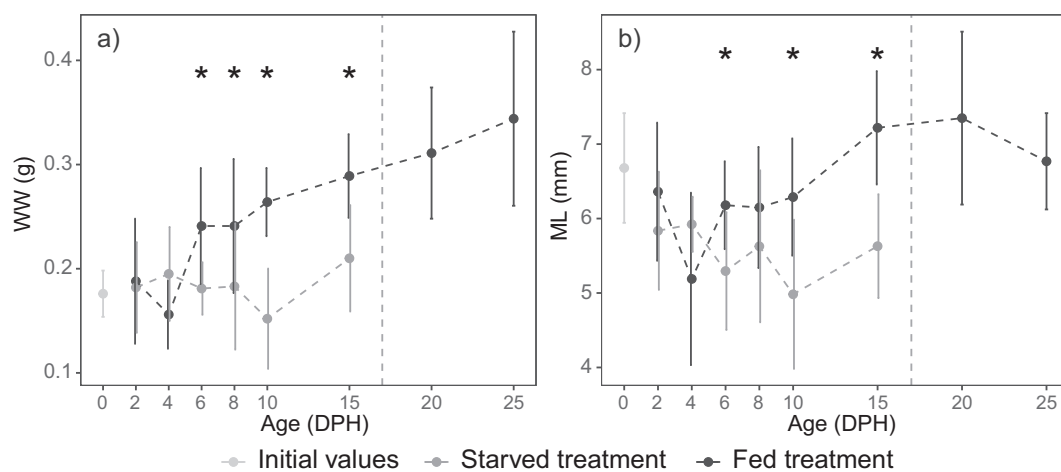 a)
* * * *
WW (g)
0.4
0.3
0.2
0.1
0 2 4 6 8 10 15 20 25
Age (DPH)
b)
* * *
ML (mm)
8
7
6
5
4
0 2 4 6 8 10 15 20 25
Age (DPH)
Initial values Starved treatment Fed treatment